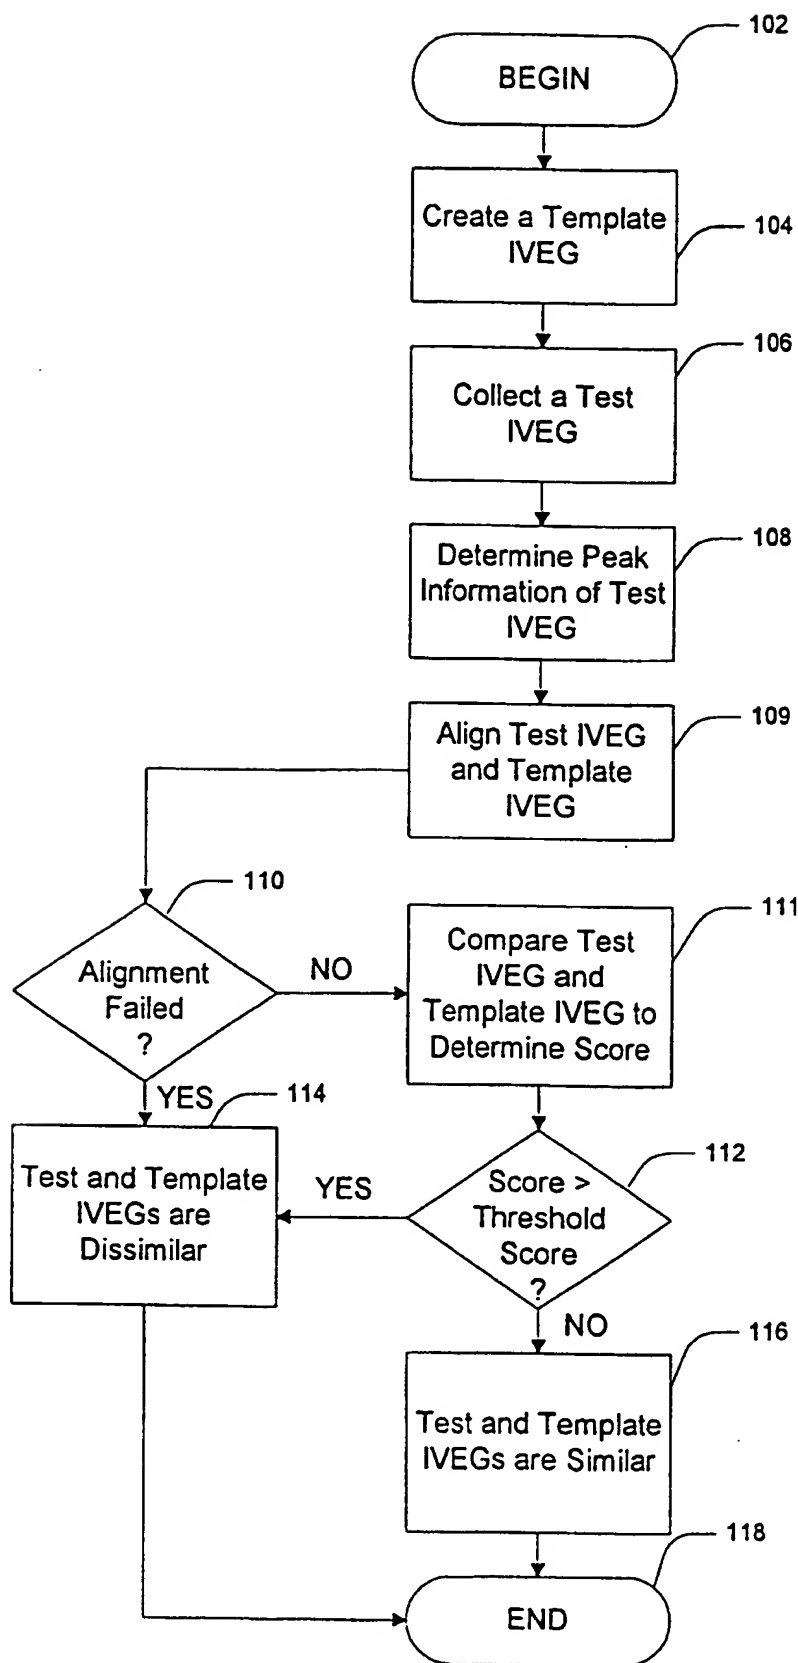 102
BEGIN
Create a Template
IVEG
104
106
Collect a Test
IVEG
108
Determine Peak
Information of Test
IVEG
109
Align Test IVEG
and Template
IVEG
110
Alignment
Failed
?
NO
111
Compare Test
IVEG and
Template IVEG to
Determine Score
YES
114
Test and Template
IVEGs are
Dissimilar
YES
112
Score >
Threshold
Score
?
NO
116
Test and Template
IVEGs are Similar
118
END